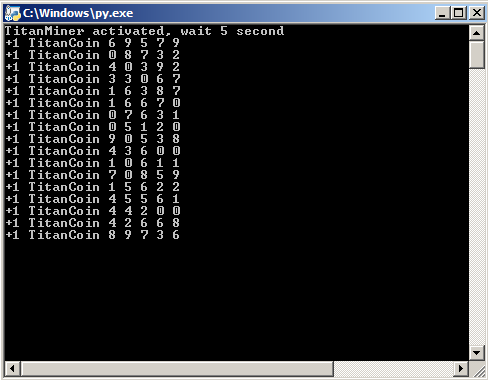 C:\Windows\py.exe
TitanMiner activated, wait 5 second
+1 TitanCoin 6 9 5 7 9
+1 TitanCoin 0 8 7 3 2
+1 TitanCoin 4 0 3 9 2
+1 TitanCoin 3 3 0 6 7
+1 TitanCoin 1 6 3 8 7
+1 TitanCoin 1 6 6 7 0
+1 TitanCoin 0 7 6 3 1
+1 TitanCoin 0 5 1 2 0
+1 TitanCoin 9 0 5 3 8
+1 TitanCoin 4 3 6 0 0
+1 TitanCoin 1 0 6 1 1
+1 TitanCoin 7 0 8 5 9
+1 TitanCoin 1 5 6 2 2
+1 TitanCoin 4 5 5 6 1
+1 TitanCoin 4 4 2 0 0
+1 TitanCoin 4 2 6 6 8
+1 TitanCoin 8 9 7 3 6